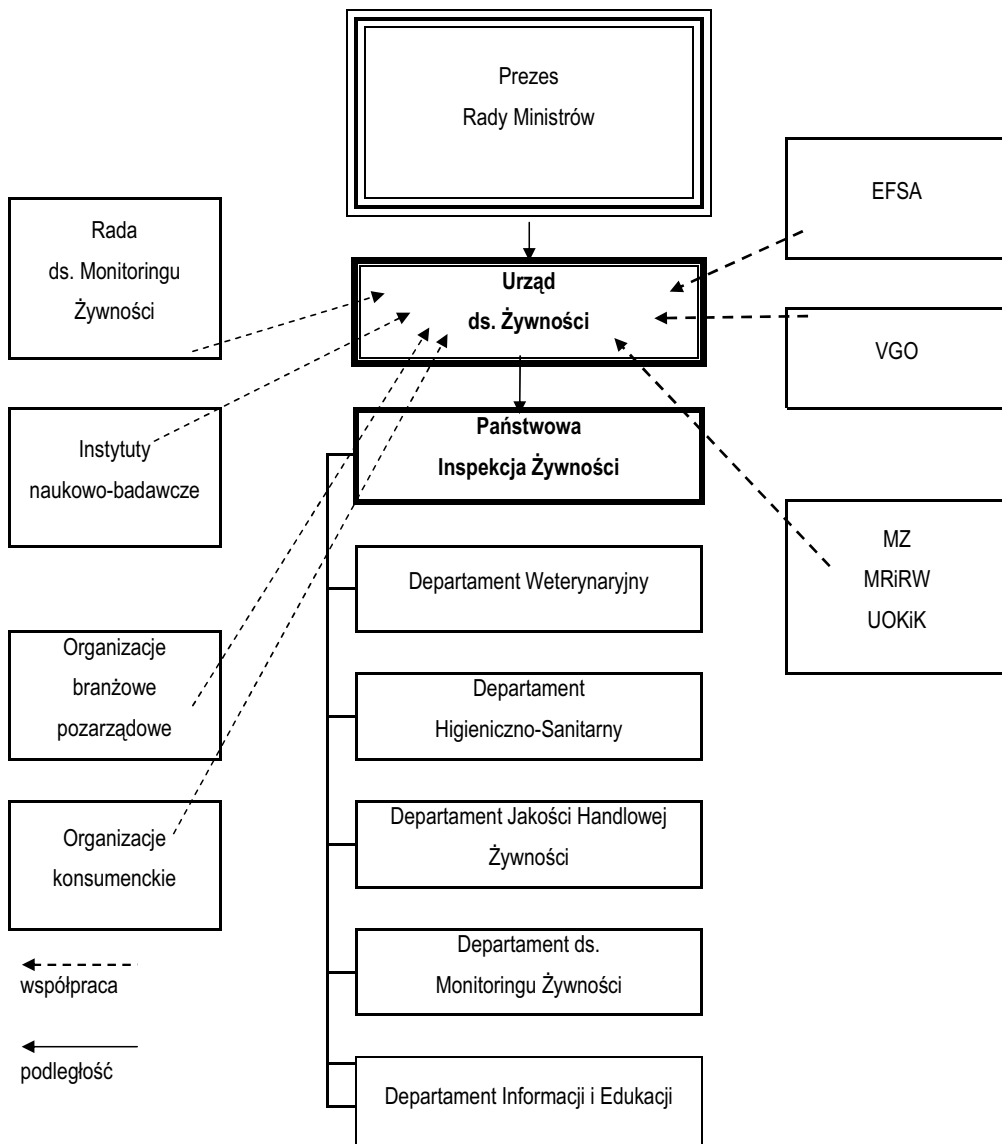 Prezes
Rady Ministrów
EFSA
Rada
ds. Monitoringu
Żywności
Urząd
ds. Żywności
VGO
Państwowa
Inspekcja Żywności
Instytuty
naukowo-badawcze
MZ
MRiRW
UOKiK
Departament Weterynaryjny
Organizacje
branżowe
pozarządowe
Departament
Higieniczno-Sanitarny
Departament Jakości Handlowej
Żywności
Organizacje
konsumenckie
Departament ds.
Monitoringu Żywności
współpraca
podległość
Departament Informacji i Edukacji